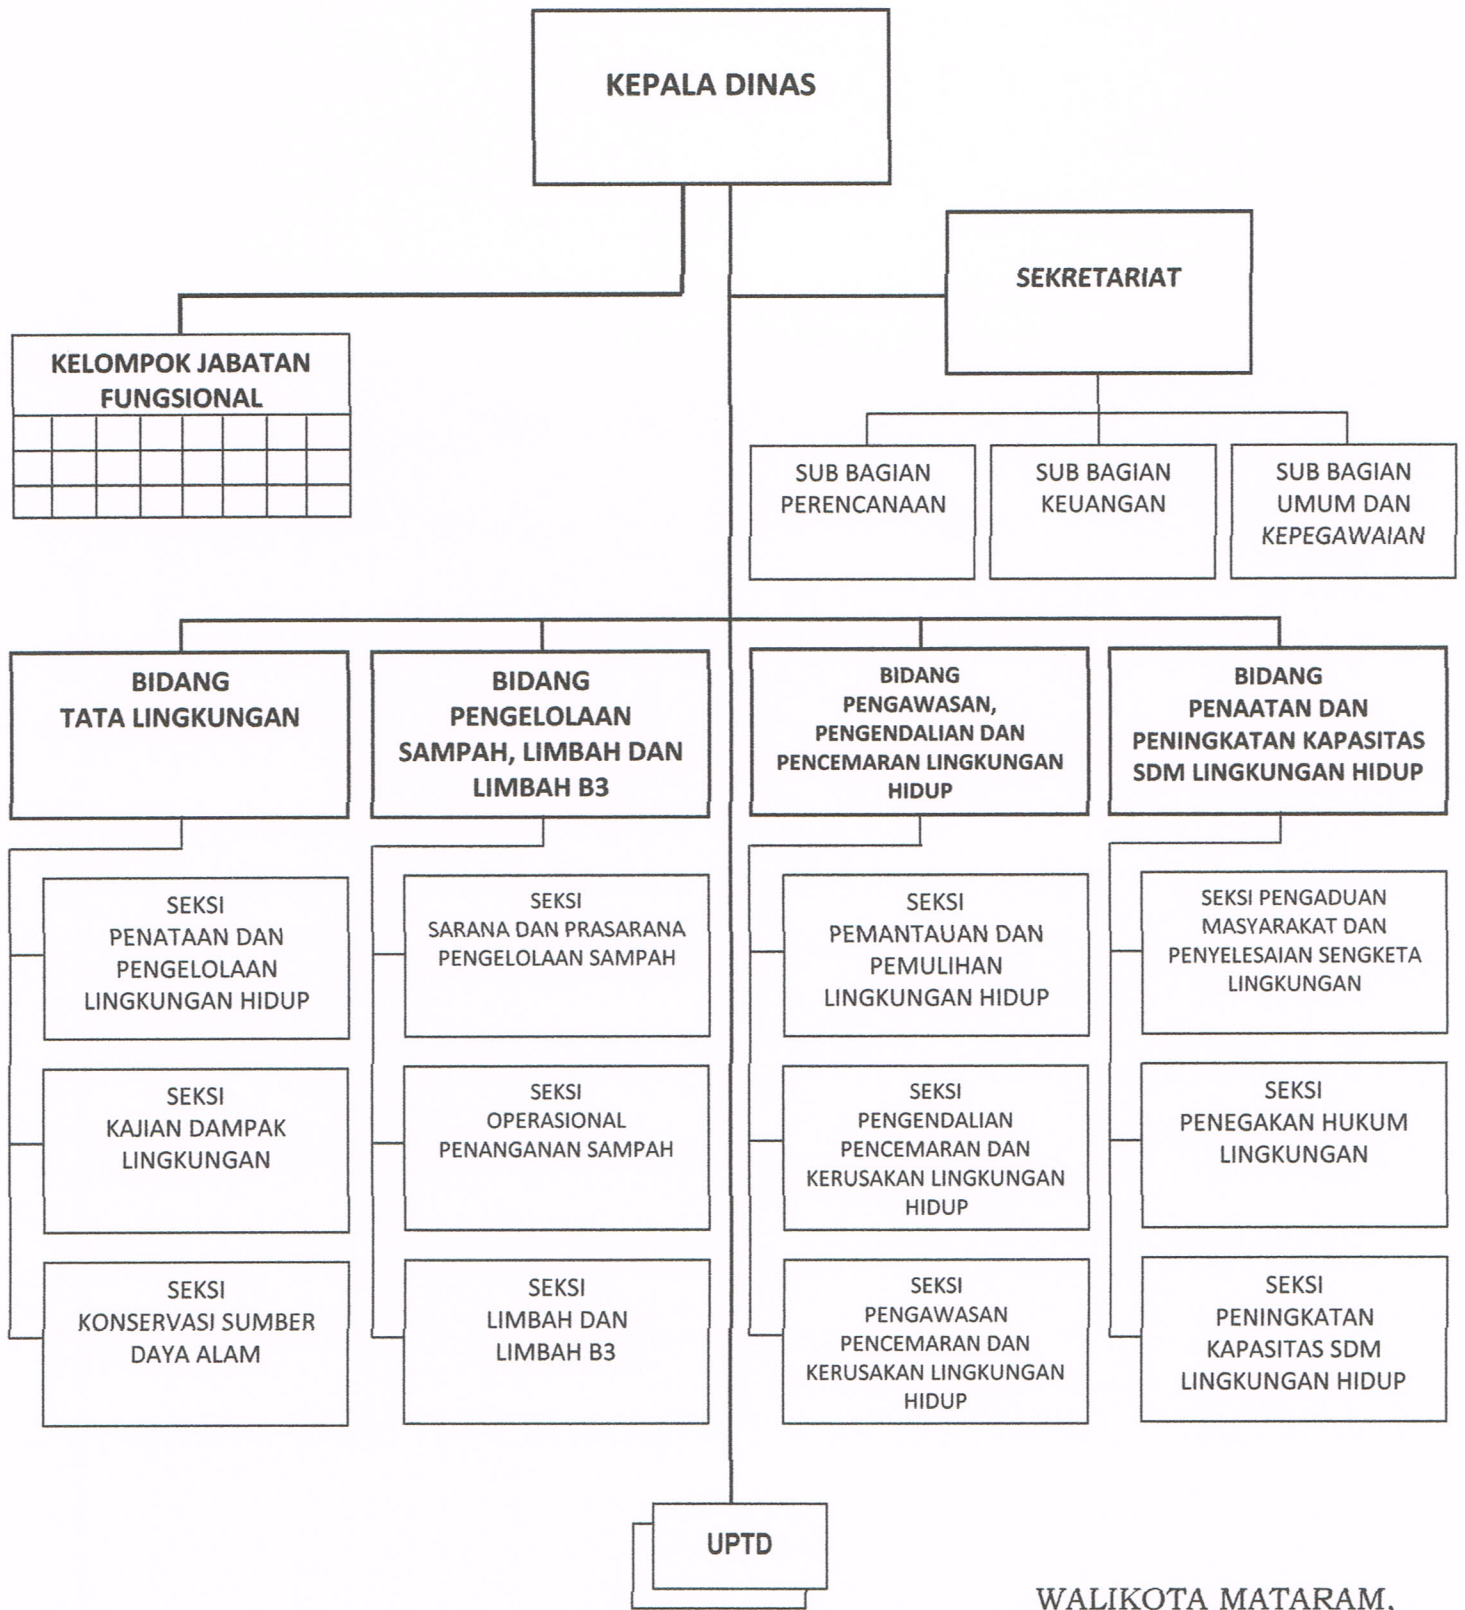 KEPALA DINAS
SEKRETARIAT
KELOMPOK JABATAN
FUNGSIONAL
SUB BAGIAN
PERENCANAAN
SUB BAGIAN
KEUANGAN
SUB BAGIAN
UMUM DAN
KEPEGAWAIAN
BIDANG
TATA LINGKUNGAN
BIDANG
PENGELOLAAN
SAMPAH, LIMBAH DAN
LIMBAH B3
BIDANG
PENGAWASAN,
PENGENDALIAN DAN
PENCEMARAN LINGKUNGAN
HIDUP
BIDANG
PENAATAN DAN
PENINGKATAN KAPASITAS
SDM LINGKUNGAN HIDUP
SEKSI
PENATAAN DAN
PENGELOLAAN
LINGKUNGAN HIDUP
SEKSI
SARANA DAN PRASARANA
PENGELOLAAN SAMPAH
SEKSI
PEMANTAUAN DAN
PEMULIHAN
LINGKUNGAN HIDUP
SEKSI PENGADUAN
MASYARAKAT DAN
PENYELESAIAN SENGKETA
LINGKUNGAN
SEKSI
KAJIAN DAMPAK
LINGKUNGAN
SEKSI
OPERASIONAL
PENANGANAN SAMPAH
SEKSI
PENGENDALIAN
PENCEMARAN DAN
KERUSAKAN LINGKUNGAN
HIDUP
SEKSI
PENEGAKAN HUKUM
LINGKUNGAN
SEKSI
KONSERVASI SUMBER
DAYA ALAM
SEKSI
LIMBAH DAN
LIMBAH B3
SEKSI
PENGAWASAN
PENCEMARAN DAN
KERUSAKAN LINGKUNGAN
HIDUP
SEKSI
PENINGKATAN
KAPASITAS SDM
LINGKUNGAN HIDUP
UPTD
WALIKOTA MATARAM,